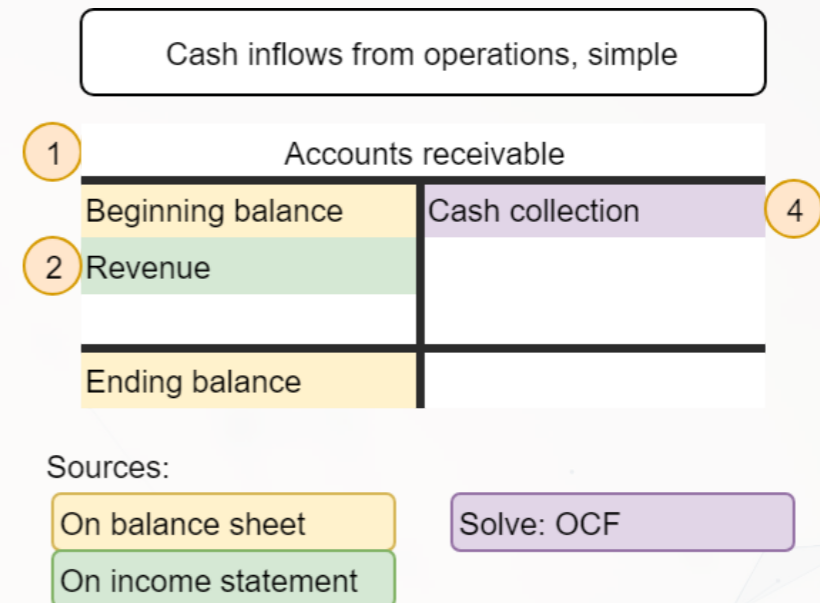 Cash inflows from operations, simple
1 Accounts receivable
Beginning balance Cash collection 4
2 Revenue
Ending balance
Sources:
On balance sheet Solve: OCF
On income statement